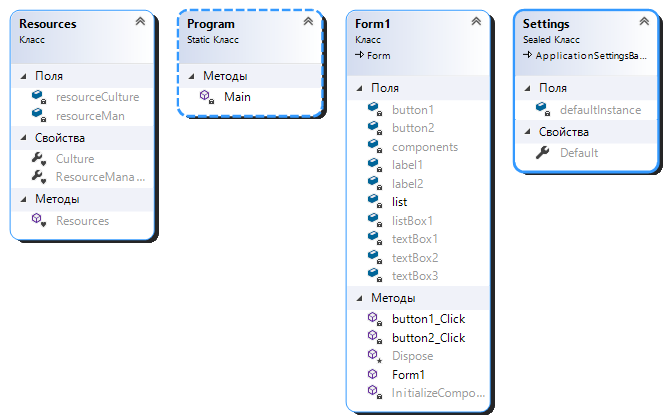 Resources
Класс
Поля
resourceCulture
resourceMan
Свойства
Culture
ResourceMana...
Методы
Resources
Program
Static Класс
Методы
Main
Form1
Класс
Form
Поля
button1
button2
components
label1
label2
list
listBox1
textBox1
textBox2
textBox3
Методы
button1_Click
button2_Click
Dispose
Form1
InitializeCompo...
Settings
Sealed Класс
ApplicationSettingsBa...
Поля
defaultInstance
Свойства
Default